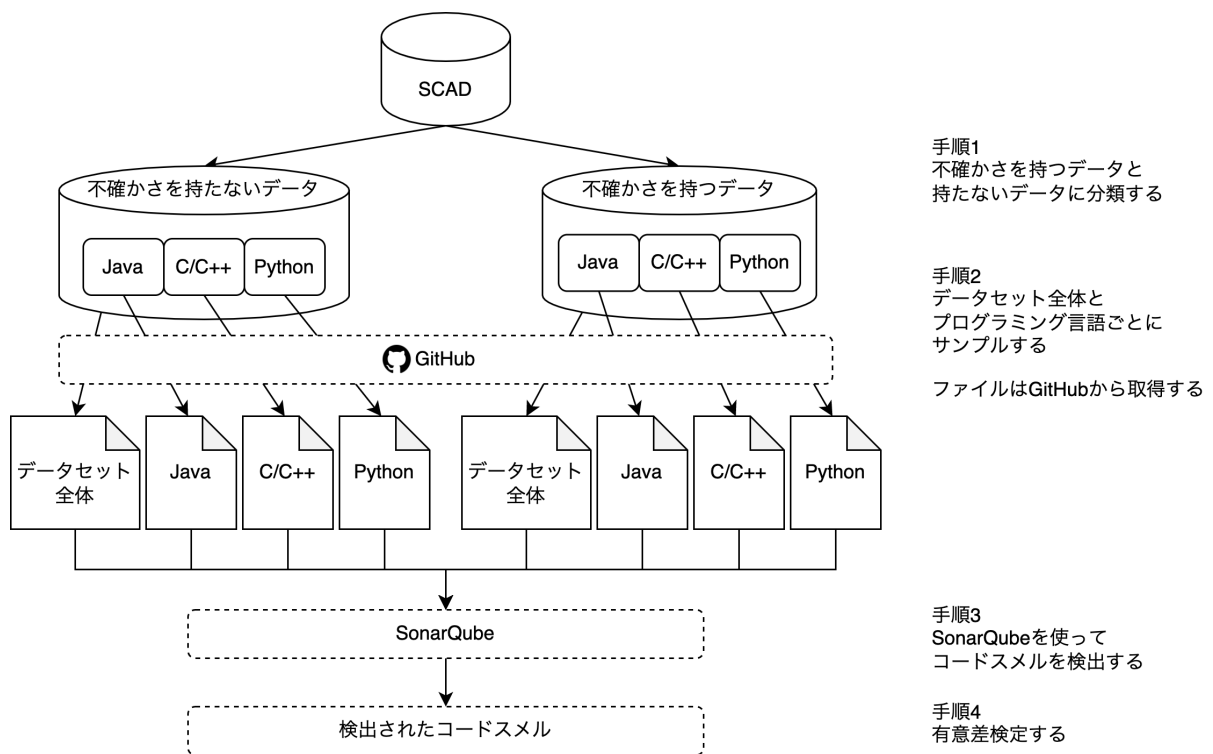 SCAD
手順1
不確かさを持つデータと
持たないデータに分類する
不確かさを持たないデータ
不確かさを持つデータ
Java
C/C++
Python
Java
C/C++
Python
手順2
データセット全体と
プログラミング言語ごとに
サンプルする
ファイルはGitHubから取得する
GitHub
データセット
全体
Java
C/C++
Python
データセット
全体
Java
C/C++
Python
手順3
SonarQubeを使って
コードスメルを検出する
SonarQube
手順4
有意差検定する
検出されたコードスメル